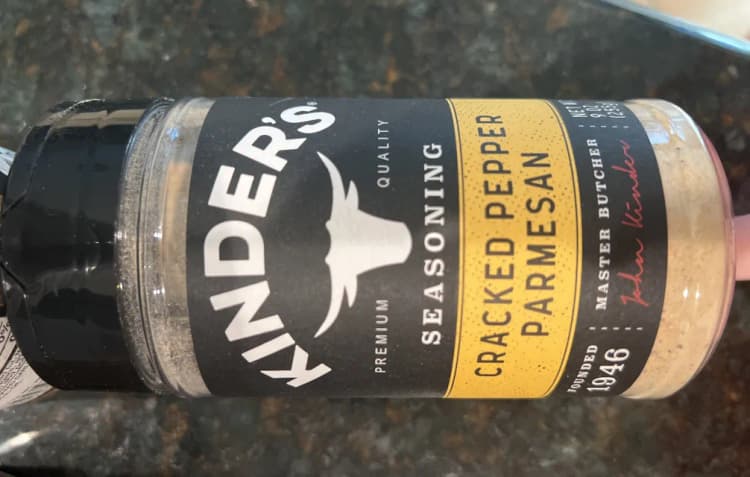 KINDER'S
PREMIUM QUALITY
SEASONING
CRACKED PEPPER
PARMESAN
FOUNDED
1946
MASTER BUTCHER
John Kinder